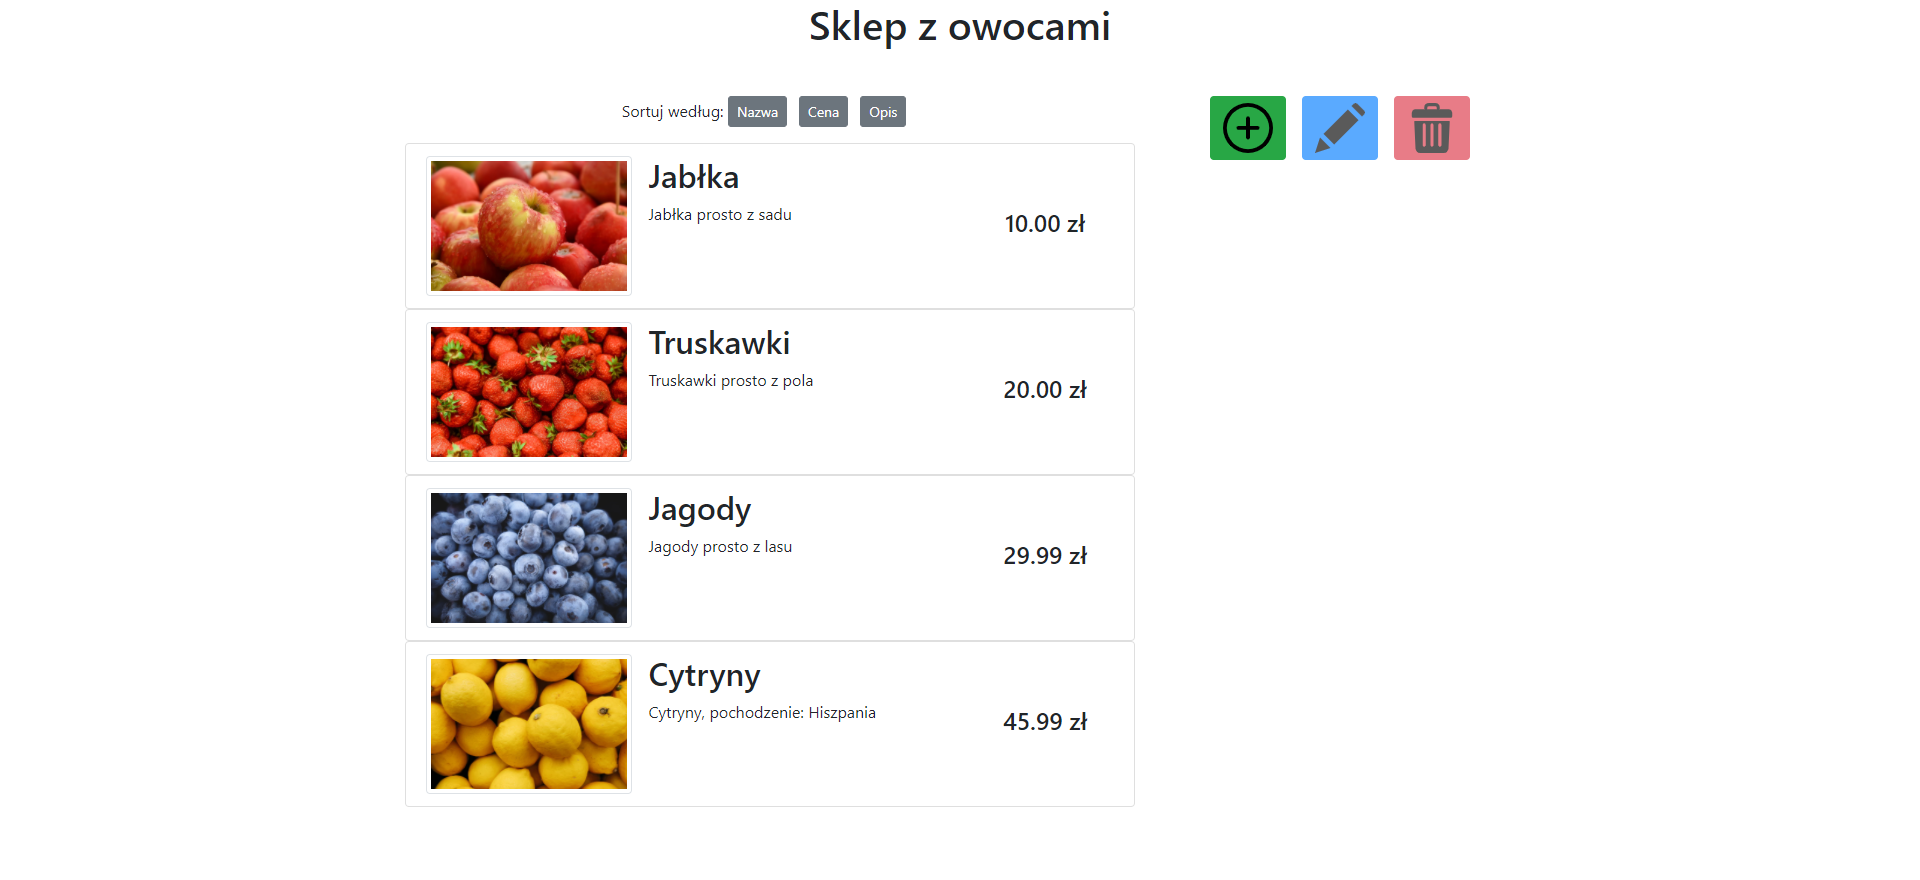 Sklep z owocami
Sortuj według: Nazwa Cena Opis
Jabłka
Jabłka prosto z sadu
10.00 zł
Truskawki
Truskawki prosto z pola
20.00 zł
Jagody
Jagody prosto z lasu
29.99 zł
Cytryny
Cytryny, pochodzenie: Hiszpania
45.99 zł